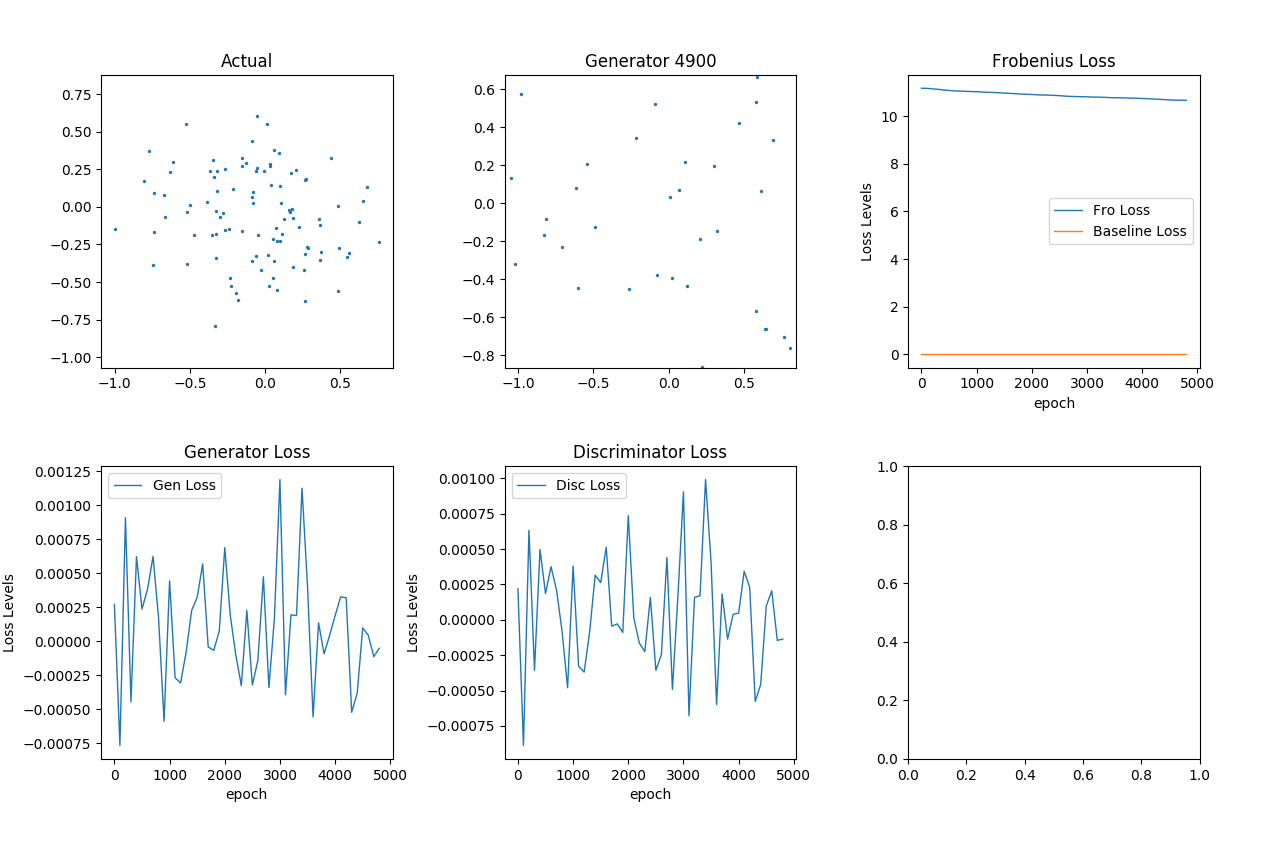 Actual
0.75
0.50
0.25
0.00
−0.25
−0.50
−0.75
−1.00
−1.0 −0.5 0.0 0.5
Generator 4900
0.6
0.4
0.2
0.0
−0.2
−0.4
−0.6
−0.8
−1.0 −0.5 0.0 0.5
Frobenius Loss
Loss Levels
10
8
6
4
2
0
Fro Loss
Baseline Loss
0 1000 2000 3000 4000 5000
epoch
Generator Loss
Loss Levels
0.00125
0.00100
0.00075
0.00050
0.00025
0.00000
−0.00025
−0.00050
−0.00075
Gen Loss
0 1000 2000 3000 4000 5000
epoch
Discriminator Loss
Loss Levels
0.00100
0.00075
0.00050
0.00025
0.00000
−0.00025
−0.00050
−0.00075
Disc Loss
0 1000 2000 3000 4000 5000
epoch
1.0
0.8
0.6
0.4
0.2
0.0
0.0 0.2 0.4 0.6 0.8 1.0